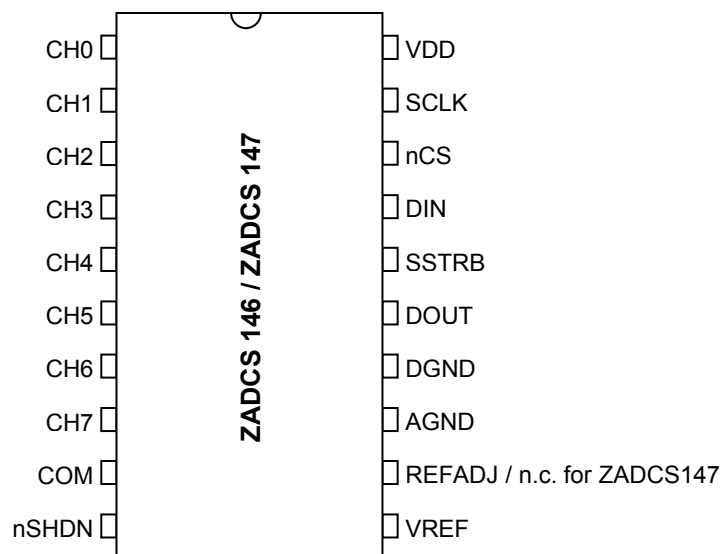 CH0
CH1
CH2
CH3
CH4
CH5
CH6
CH7
COM
nSHDN
ZADCS 146 / ZADCS 147
VDD
SCLK
nCS
DIN
SSTRB
DOUT
DGND
AGND
REFADJ / n.c. for ZADCS147
VREF